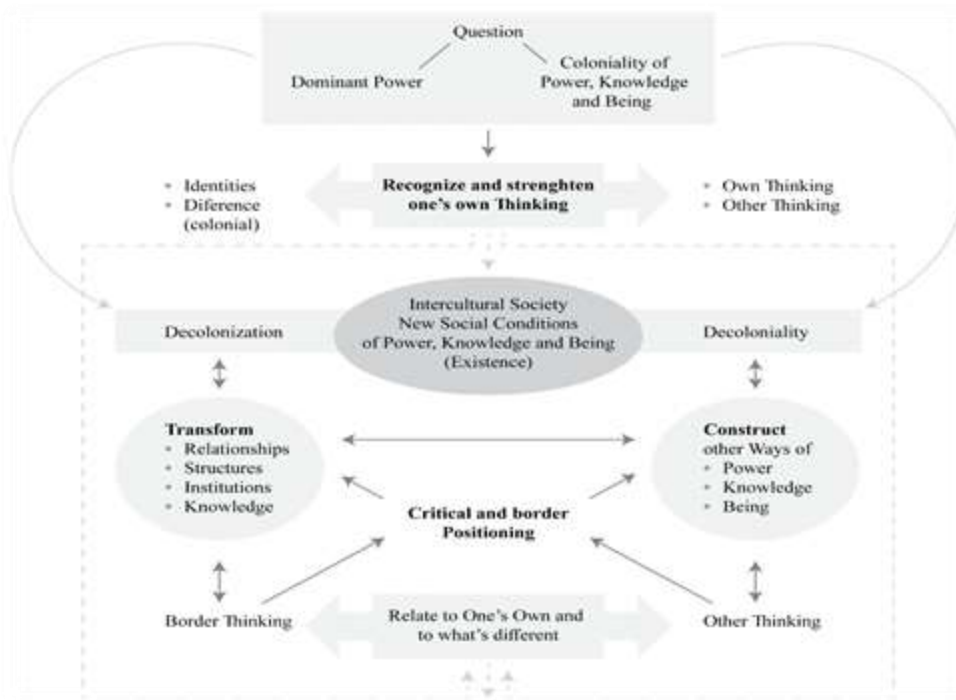 Question
Dominant Power
Coloniality of
Power, Knowledge
and Being
• Identities
• Diference
(colonial)
Recognize and strenghten
one's own Thinking
• Own Thinking
• Other Thinking
Decolonization
Intercultural Society
New Social Conditions
of Power, Knowledge and Being
(Existence)
Decoloniality
Transform
• Relationships
• Structures
• Institutions
• Knowledge
Construct
other Ways of
• Power
• Knowledge
• Being
Critical and border
Positioning
Border Thinking
Relate to One's Own and
to what's different
Other Thinking